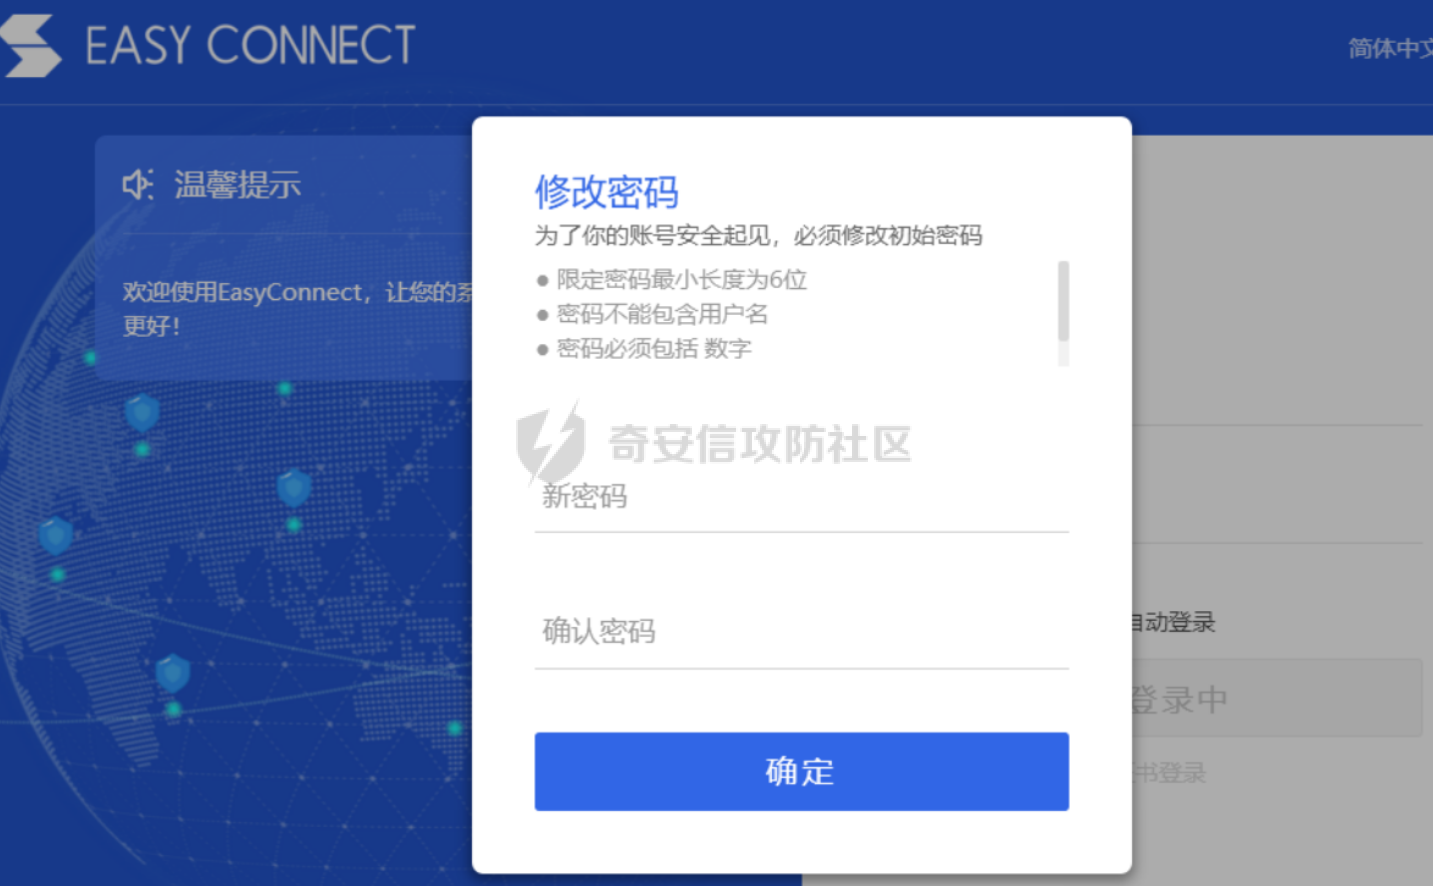 EASY CONNECT
简体中文
温馨提示
欢迎使用EasyConnect，让您的系
更好！
修改密码
为了你的账号安全起见，必须修改初始密码
● 限定密码最小长度为6位
● 密码不能包含用户名
● 密码必须包括 数字
奇安信攻防社区
新密码
确认密码
确定
自动登录
登录中
书登录